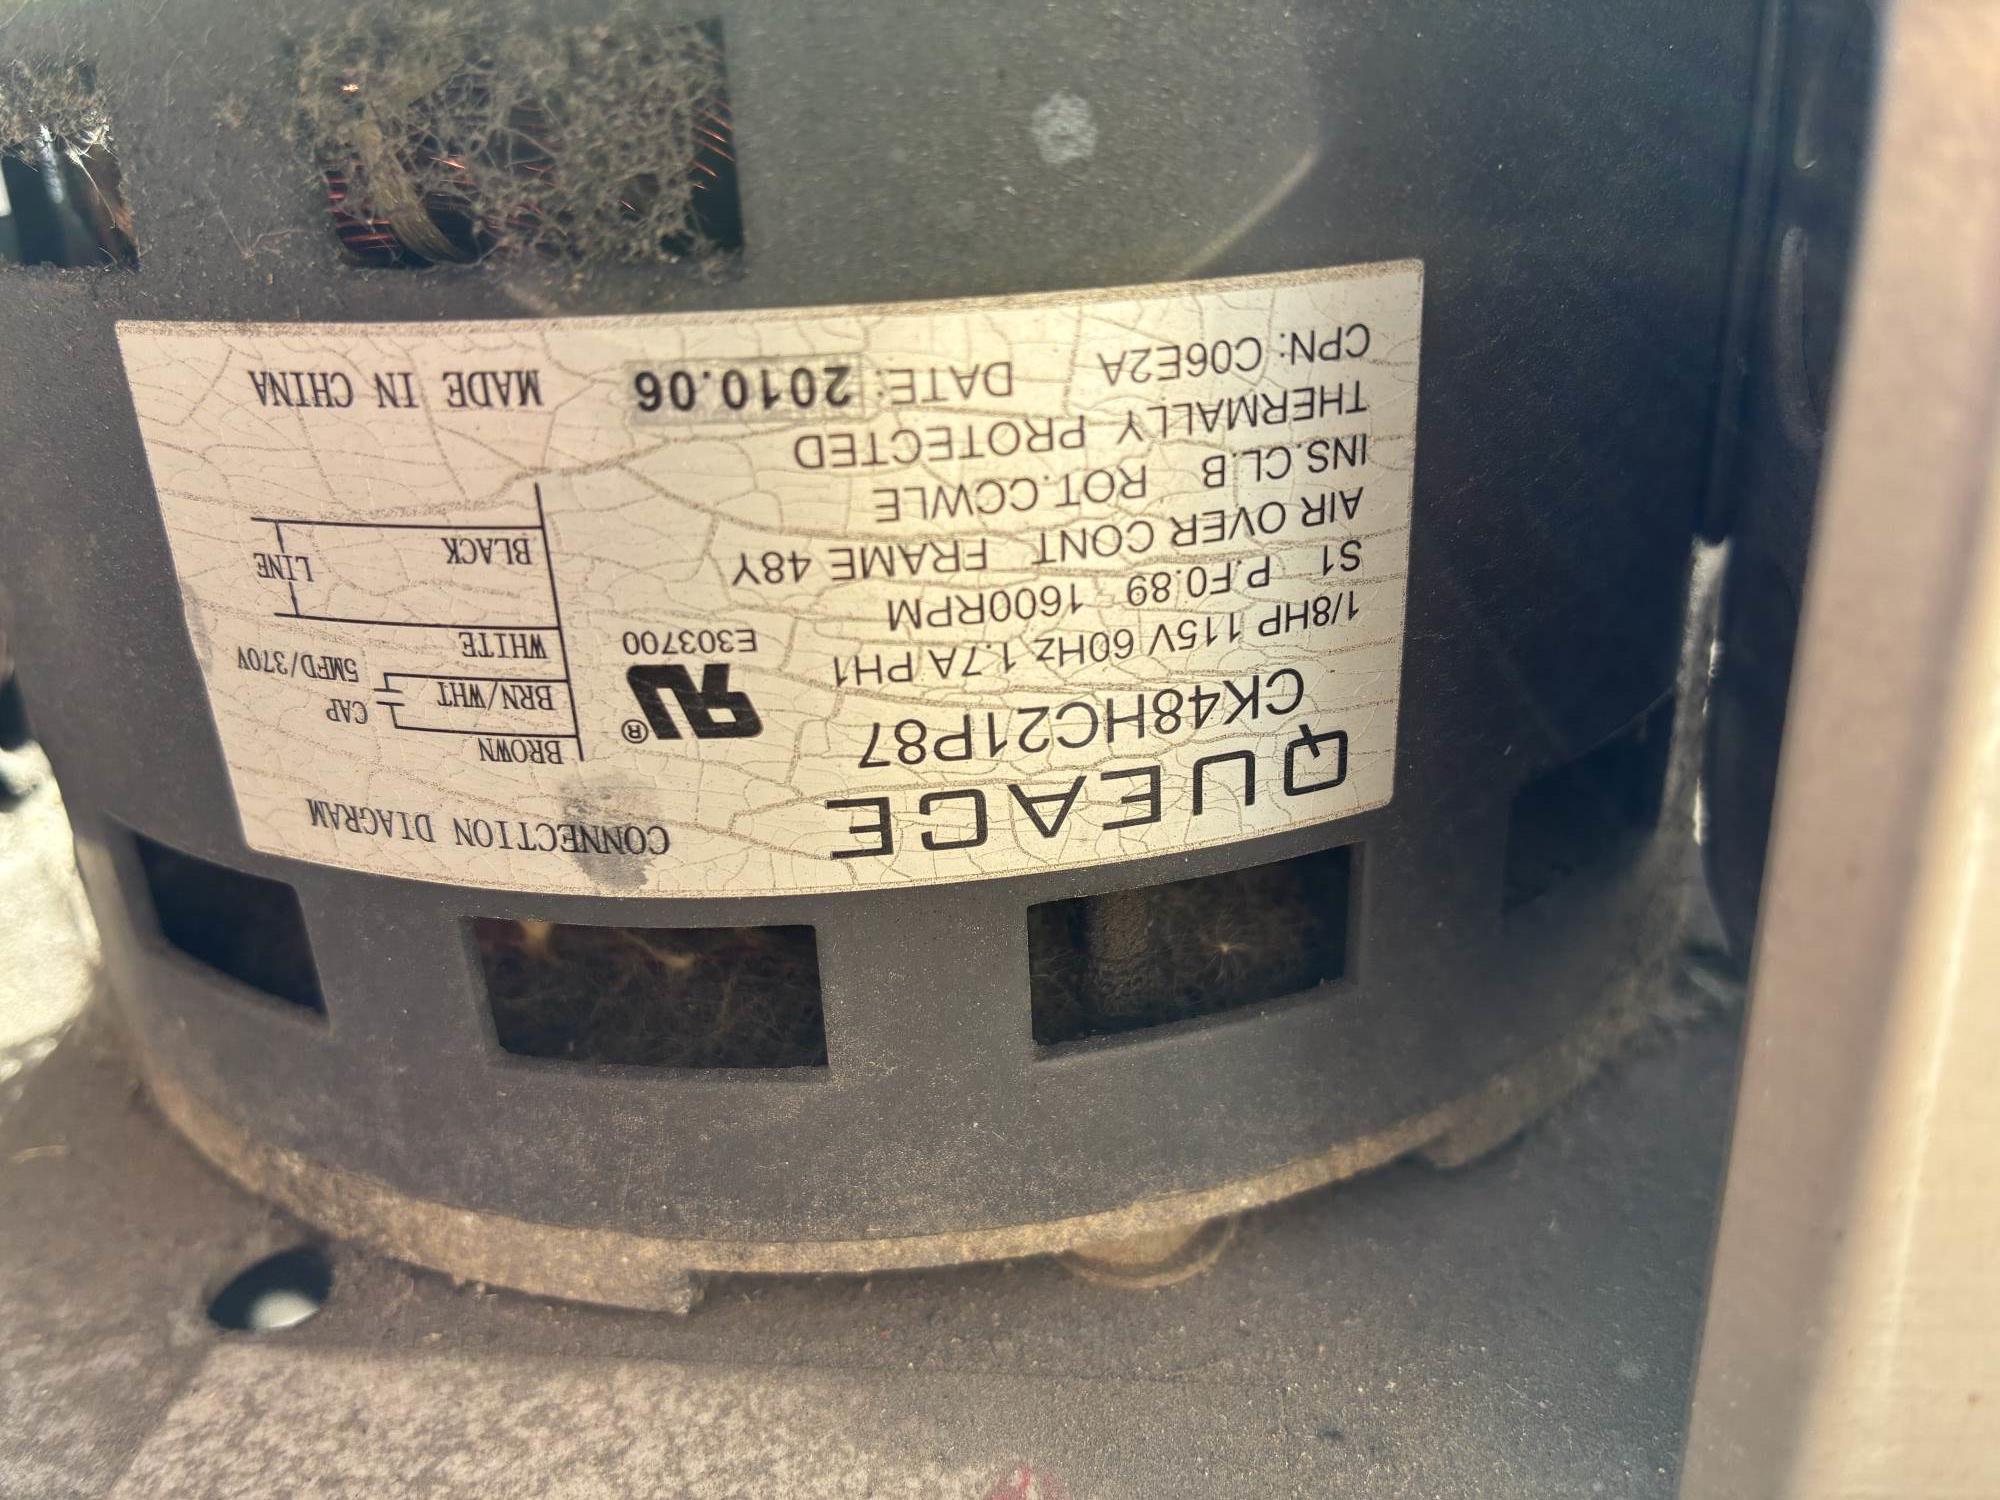 QUEACE
CK48HC21P87
1/8HP 115V 60Hz 1.7A PH1
S1 P.F0.89 1600RPM
AIR OVER CONT FRAME 48Y
INS.CL.B ROT.CCWLE
THERMALLY PROTECTED
CPN: C06E2A DATE: 2010.06 MADE IN CHINA
®
E303700
CONNECTION DIAGRAM
BROWN
CAP
BRN/WHT
5MFD/370V
WHITE
LINE
BLACK